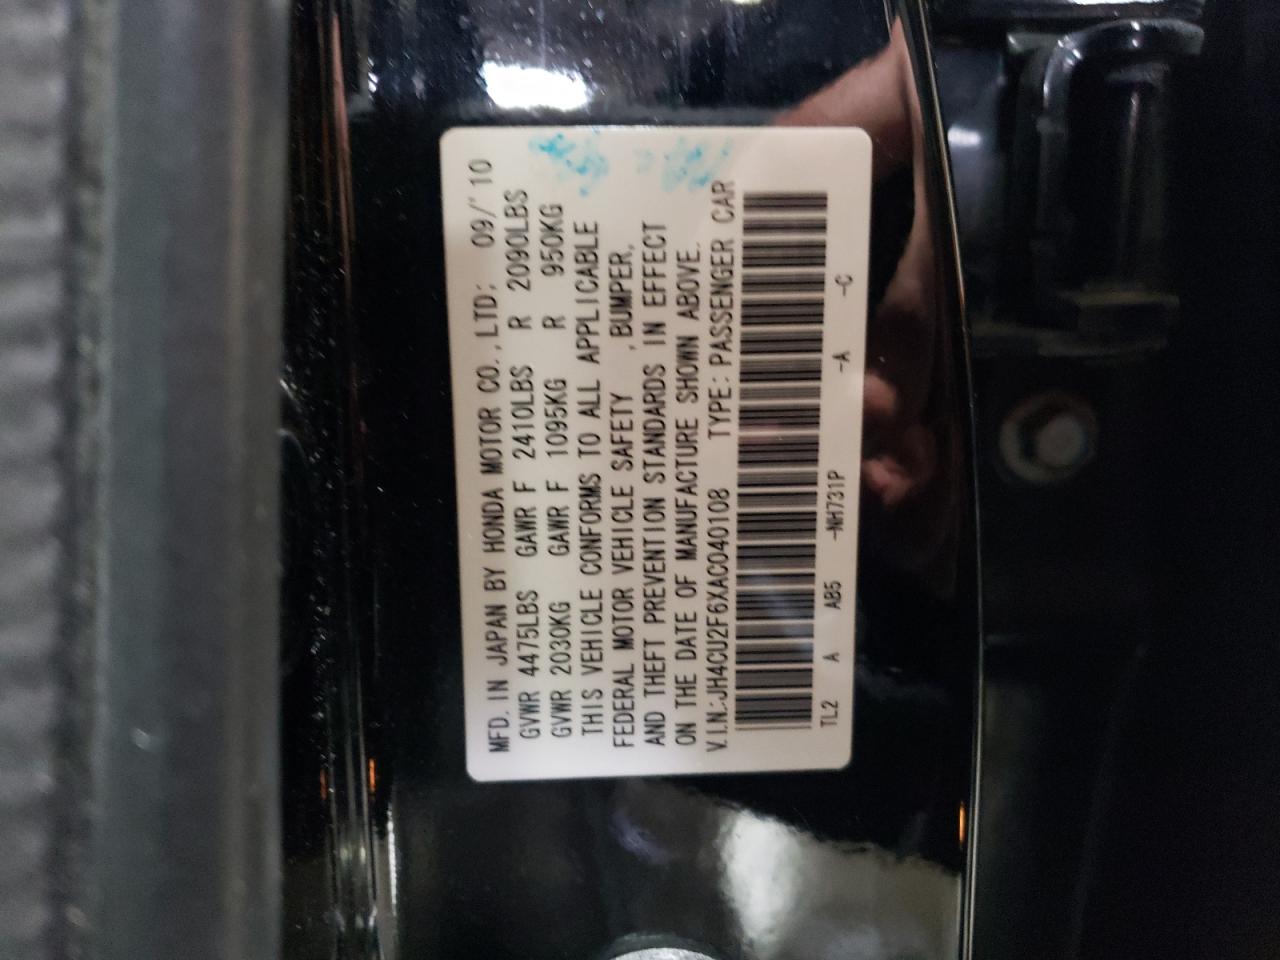 MFD. IN JAPAN BY HONDA MOTOR CO., LTD; 09/'10
GVWR 4475LBS GAWR F 2410LBS R 2090LBS
GVWR 2030KG GAWR F 1095KG R 950KG
THIS VEHICLE CONFORMS TO ALL APPLICABLE
FEDERAL MOTOR VEHICLE SAFETY , BUMPER,
AND THEFT PREVENTION STANDARDS IN EFFECT
ON THE DATE OF MANUFACTURE SHOWN ABOVE.
V.I.N.:JH4CU2F6XAC040108 TYPE: PASSENGER CAR
TL2 A AB5 -NH731P -A -C